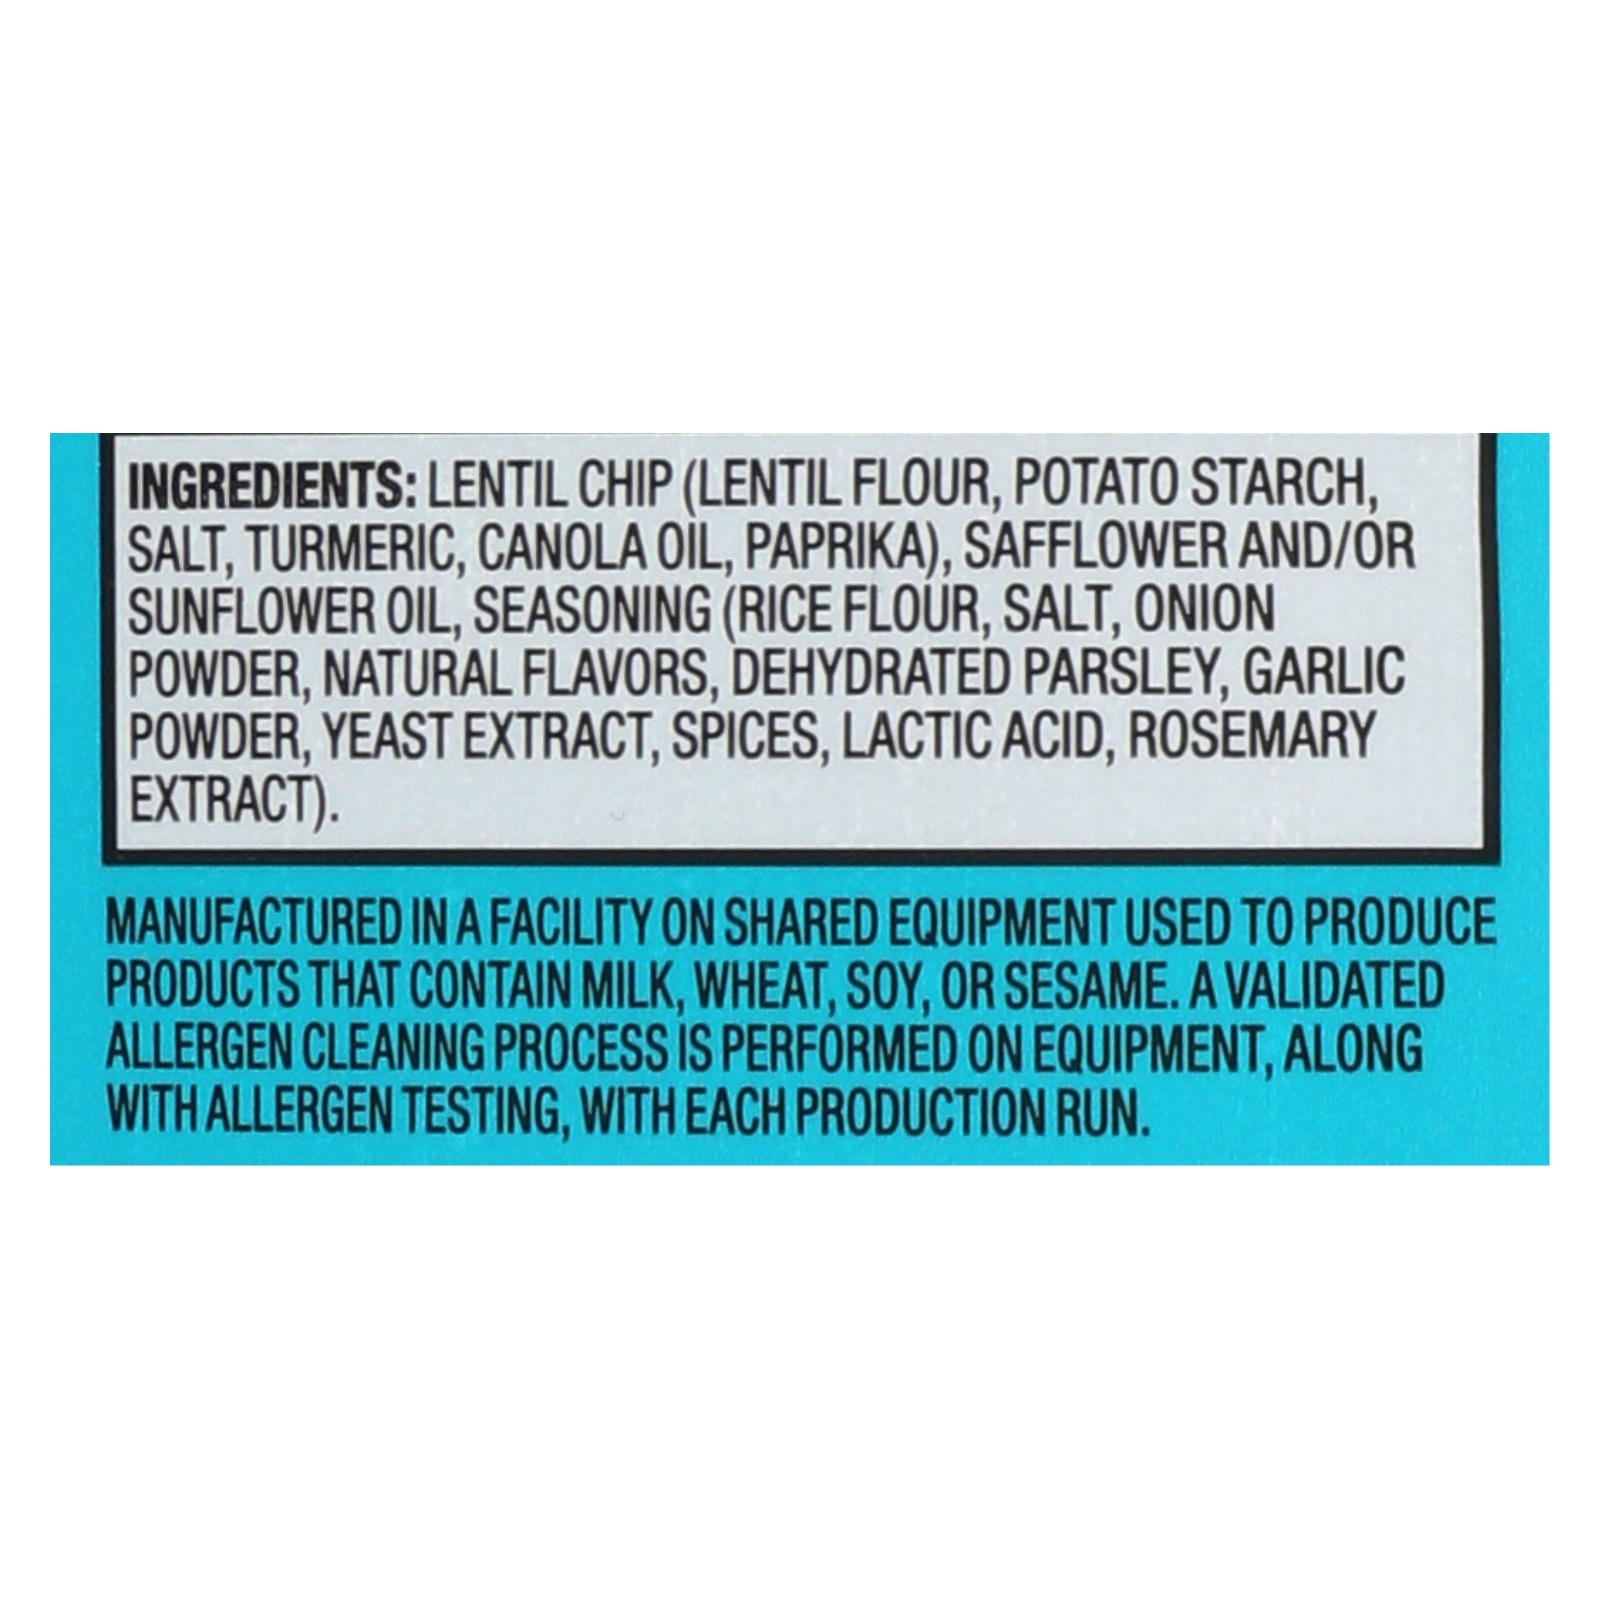 INGREDIENTS: LENTIL CHIP (LENTIL FLOUR, POTATO STARCH,
SALT, TURMERIC, CANOLA OIL, PAPRIKA), SAFFLOWER AND/OR
SUNFLOWER OIL, SEASONING (RICE FLOUR, SALT, ONION
POWDER, NATURAL FLAVORS, DEHYDRATED PARSLEY, GARLIC
POWDER, YEAST EXTRACT, SPICES, LACTIC ACID, ROSEMARY
EXTRACT).
MANUFACTURED IN A FACILITY ON SHARED EQUIPMENT USED TO PRODUCE
PRODUCTS THAT CONTAIN MILK, WHEAT, SOY, OR SESAME. A VALIDATED
ALLERGEN CLEANING PROCESS IS PERFORMED ON EQUIPMENT, ALONG
WITH ALLERGEN TESTING, WITH EACH PRODUCTION RUN.